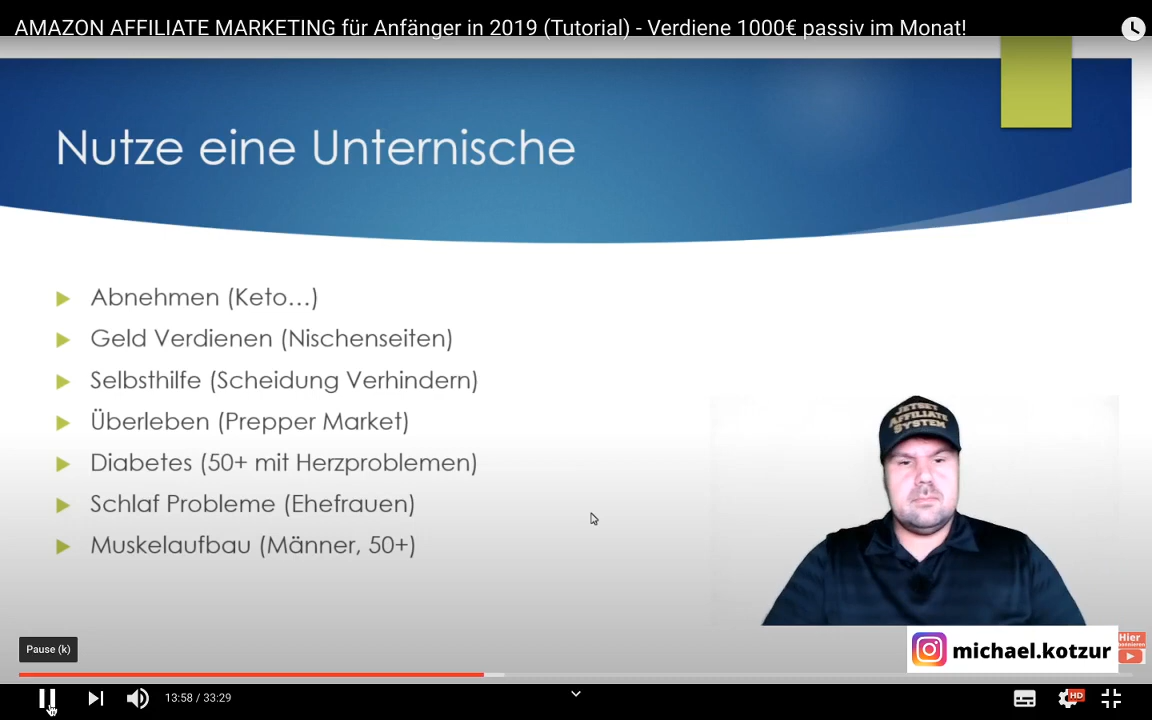 AMAZON AFFILIATE MARKETING für Anfänger in 2019 (Tutorial) - Verdiene 1000€ passiv im Monat!
Nutze eine Unternische
Abnehmen (Keto...)
Geld Verdienen (Nischenseiten)
Selbsthilfe (Scheidung Verhindern)
Überleben (Prepper Market)
Diabetes (50+ mit Herzproblemen)
Schlaf Probleme (Ehefrauen)
Muskelaufbau (Männer, 50+)
JETSET
AFFILIATE
SYSTEM
michael.kotzur
Hier
Pause (k)
13:58 / 33:29
HD